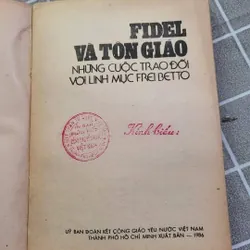 FIDEL
VÀ TÔN GIÁO
NHỮNG CUỘC TRAO ĐỔI
VỚI LINH MỤC FREI BETTO
Kính biếu:
ỦY BAN ĐOÀN KẾT CÔNG GIÁO YÊU NƯỚC VIỆT NAM
THÀNH PHỐ HỒ CHÍ MINH XUẤT BẢN — 1986